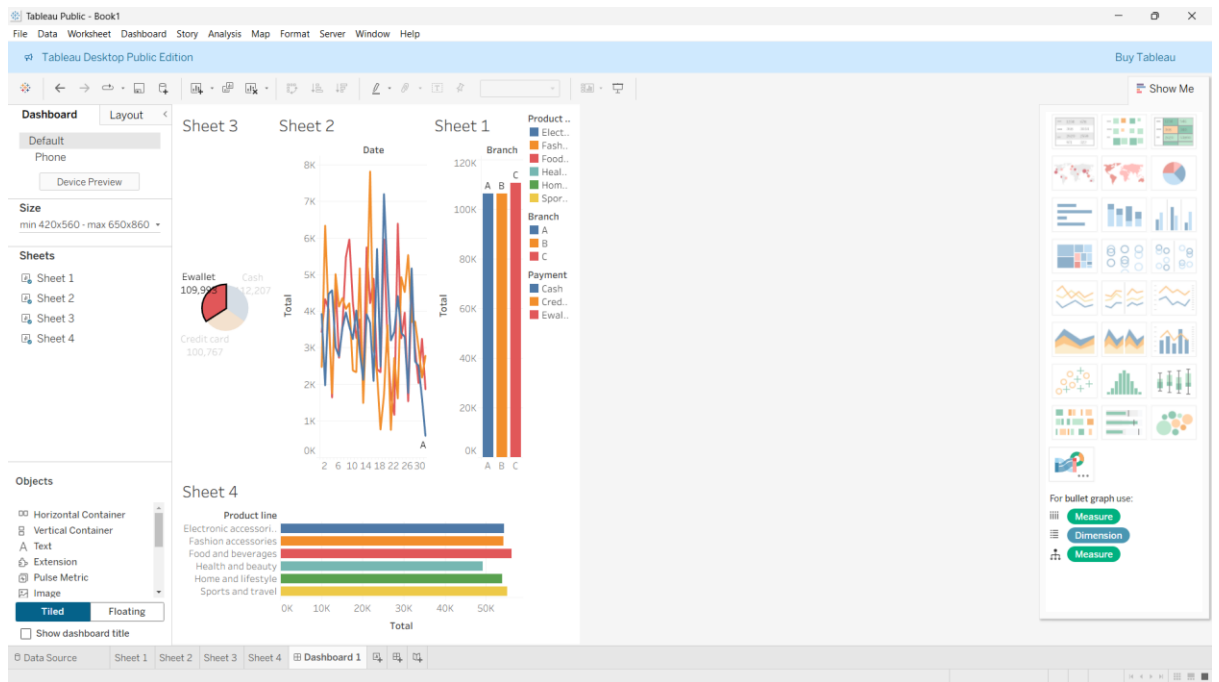 Tableau Public - Book1
File Data Worksheet Dashboard Story Analysis Map Format Server Window Help
Tableau Desktop Public Edition
Buy Tableau
Show Me
Dashboard
Layout
Default
Phone
Device Preview
Size
min 420x560 - max 650x860
Sheets
Sheet 1
Sheet 2
Sheet 3
Sheet 4
Objects
Horizontal Container
Vertical Container
Text
Extension
Pulse Metric
Image
Tiled
Floating
Show dashboard title
Sheet 3
Ewallet
109,993
Cash
Credit card
100,767
Sheet 2
Date
8K
7K
6K
5K
4K
3K
2K
1K
0K
Total
A
2 6 10 14 18 22 26 30
Sheet 1
Branch
120K
100K
80K
60K
40K
20K
0K
Total
A B C
A B C
Product ..
Elect..
Fash..
Food..
Heal..
Hom..
Spor..
Branch
A
B
C
Payment
Cash
Cred..
Ewal..
Sheet 4
Product line
Electronic accessori..
Fashion accessories
Food and beverages
Health and beauty
Home and lifestyle
Sports and travel
0K 10K 20K 30K 40K 50K
Total
For bullet graph use:
Measure
Dimension
Measure
Data Source
Sheet 1
Sheet 2
Sheet 3
Sheet 4
Dashboard 1